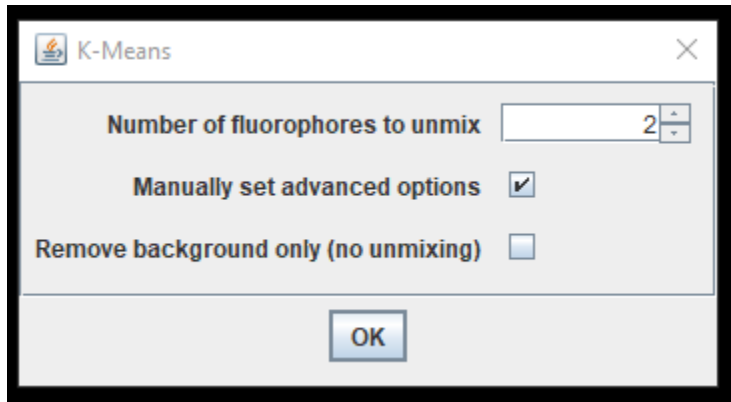 K-Means
Number of fluorophores to unmix 2
Manually set advanced options
Remove background only (no unmixing)
OK